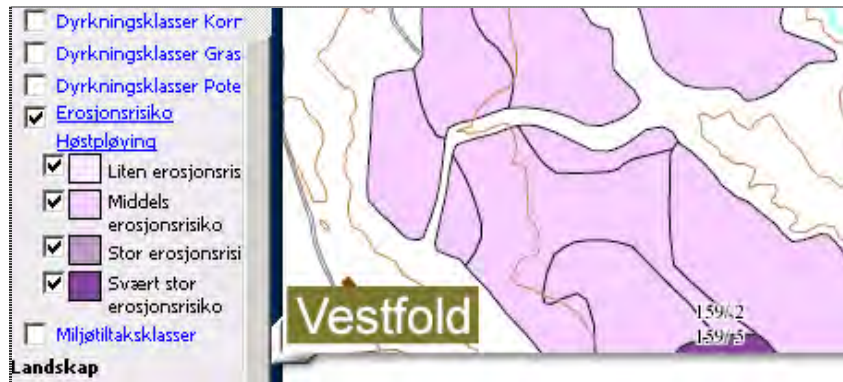 Dyrkningsklasser Korr
Dyrkningsklasser Gras
Dyrkningsklasser Pote
Erosjonsrisiko
Høstpløying
Liten erosjonsris
Middels
erosjonsrisiko
Stor erosjonsrisi
Svært stor
erosjonsrisiko
Miljøtiltaksklasser
Landskap
Vestfold
159/ 2
159/ 5